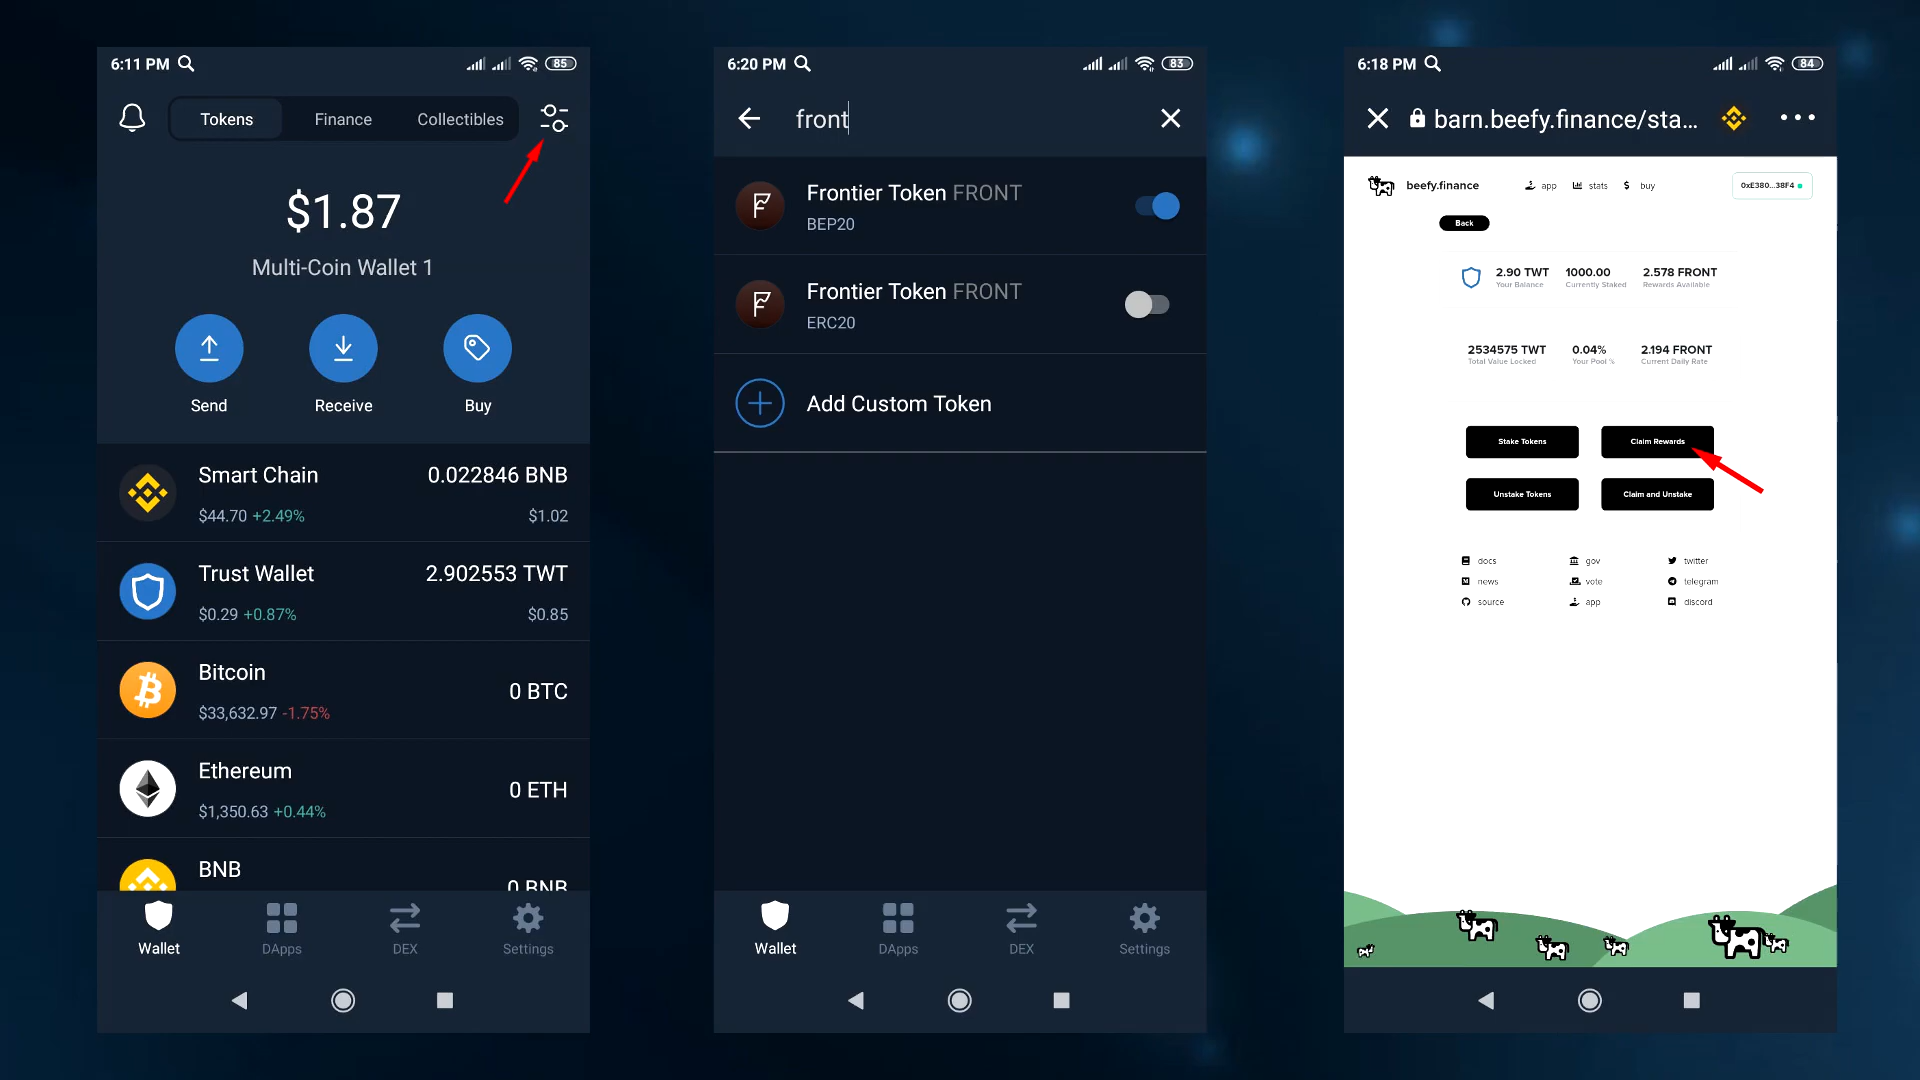 6:11 PM
85
Tokens
Finance
Collectibles
$1.87
Multi-Coin Wallet 1
Send
Receive
Buy
Smart Chain
0.022846 BNB
$44.70 +2.49%
$1.02
Trust Wallet
2.902553 TWT
$0.29 +0.87%
$0.85
Bitcoin
0 BTC
$33,632.97 -1.75%
Ethereum
0 ETH
$1,350.63 +0.44%
BNB
0 BNB
Wallet
DApps
DEX
Settings
6:20 PM
83
front
Frontier Token FRONT
BEP20
Frontier Token FRONT
ERC20
Add Custom Token
Wallet
DApps
DEX
Settings
6:18 PM
84
barn.beefy.finance/sta...
beefy.finance
app
stats
buy
0xE380...38F4
Back
2.90 TWT
1000.00
2.578 FRONT
Your Balance
Currently Staked
Rewards Available
2534575 TWT
0.04%
2.194 FRONT
Total Value Locked
Your Pool %
Current Daily Rate
Stake Tokens
Claim Rewards
Unstake Tokens
Claim and Unstake
docs
gov
twitter
news
vote
telegram
source
app
discord